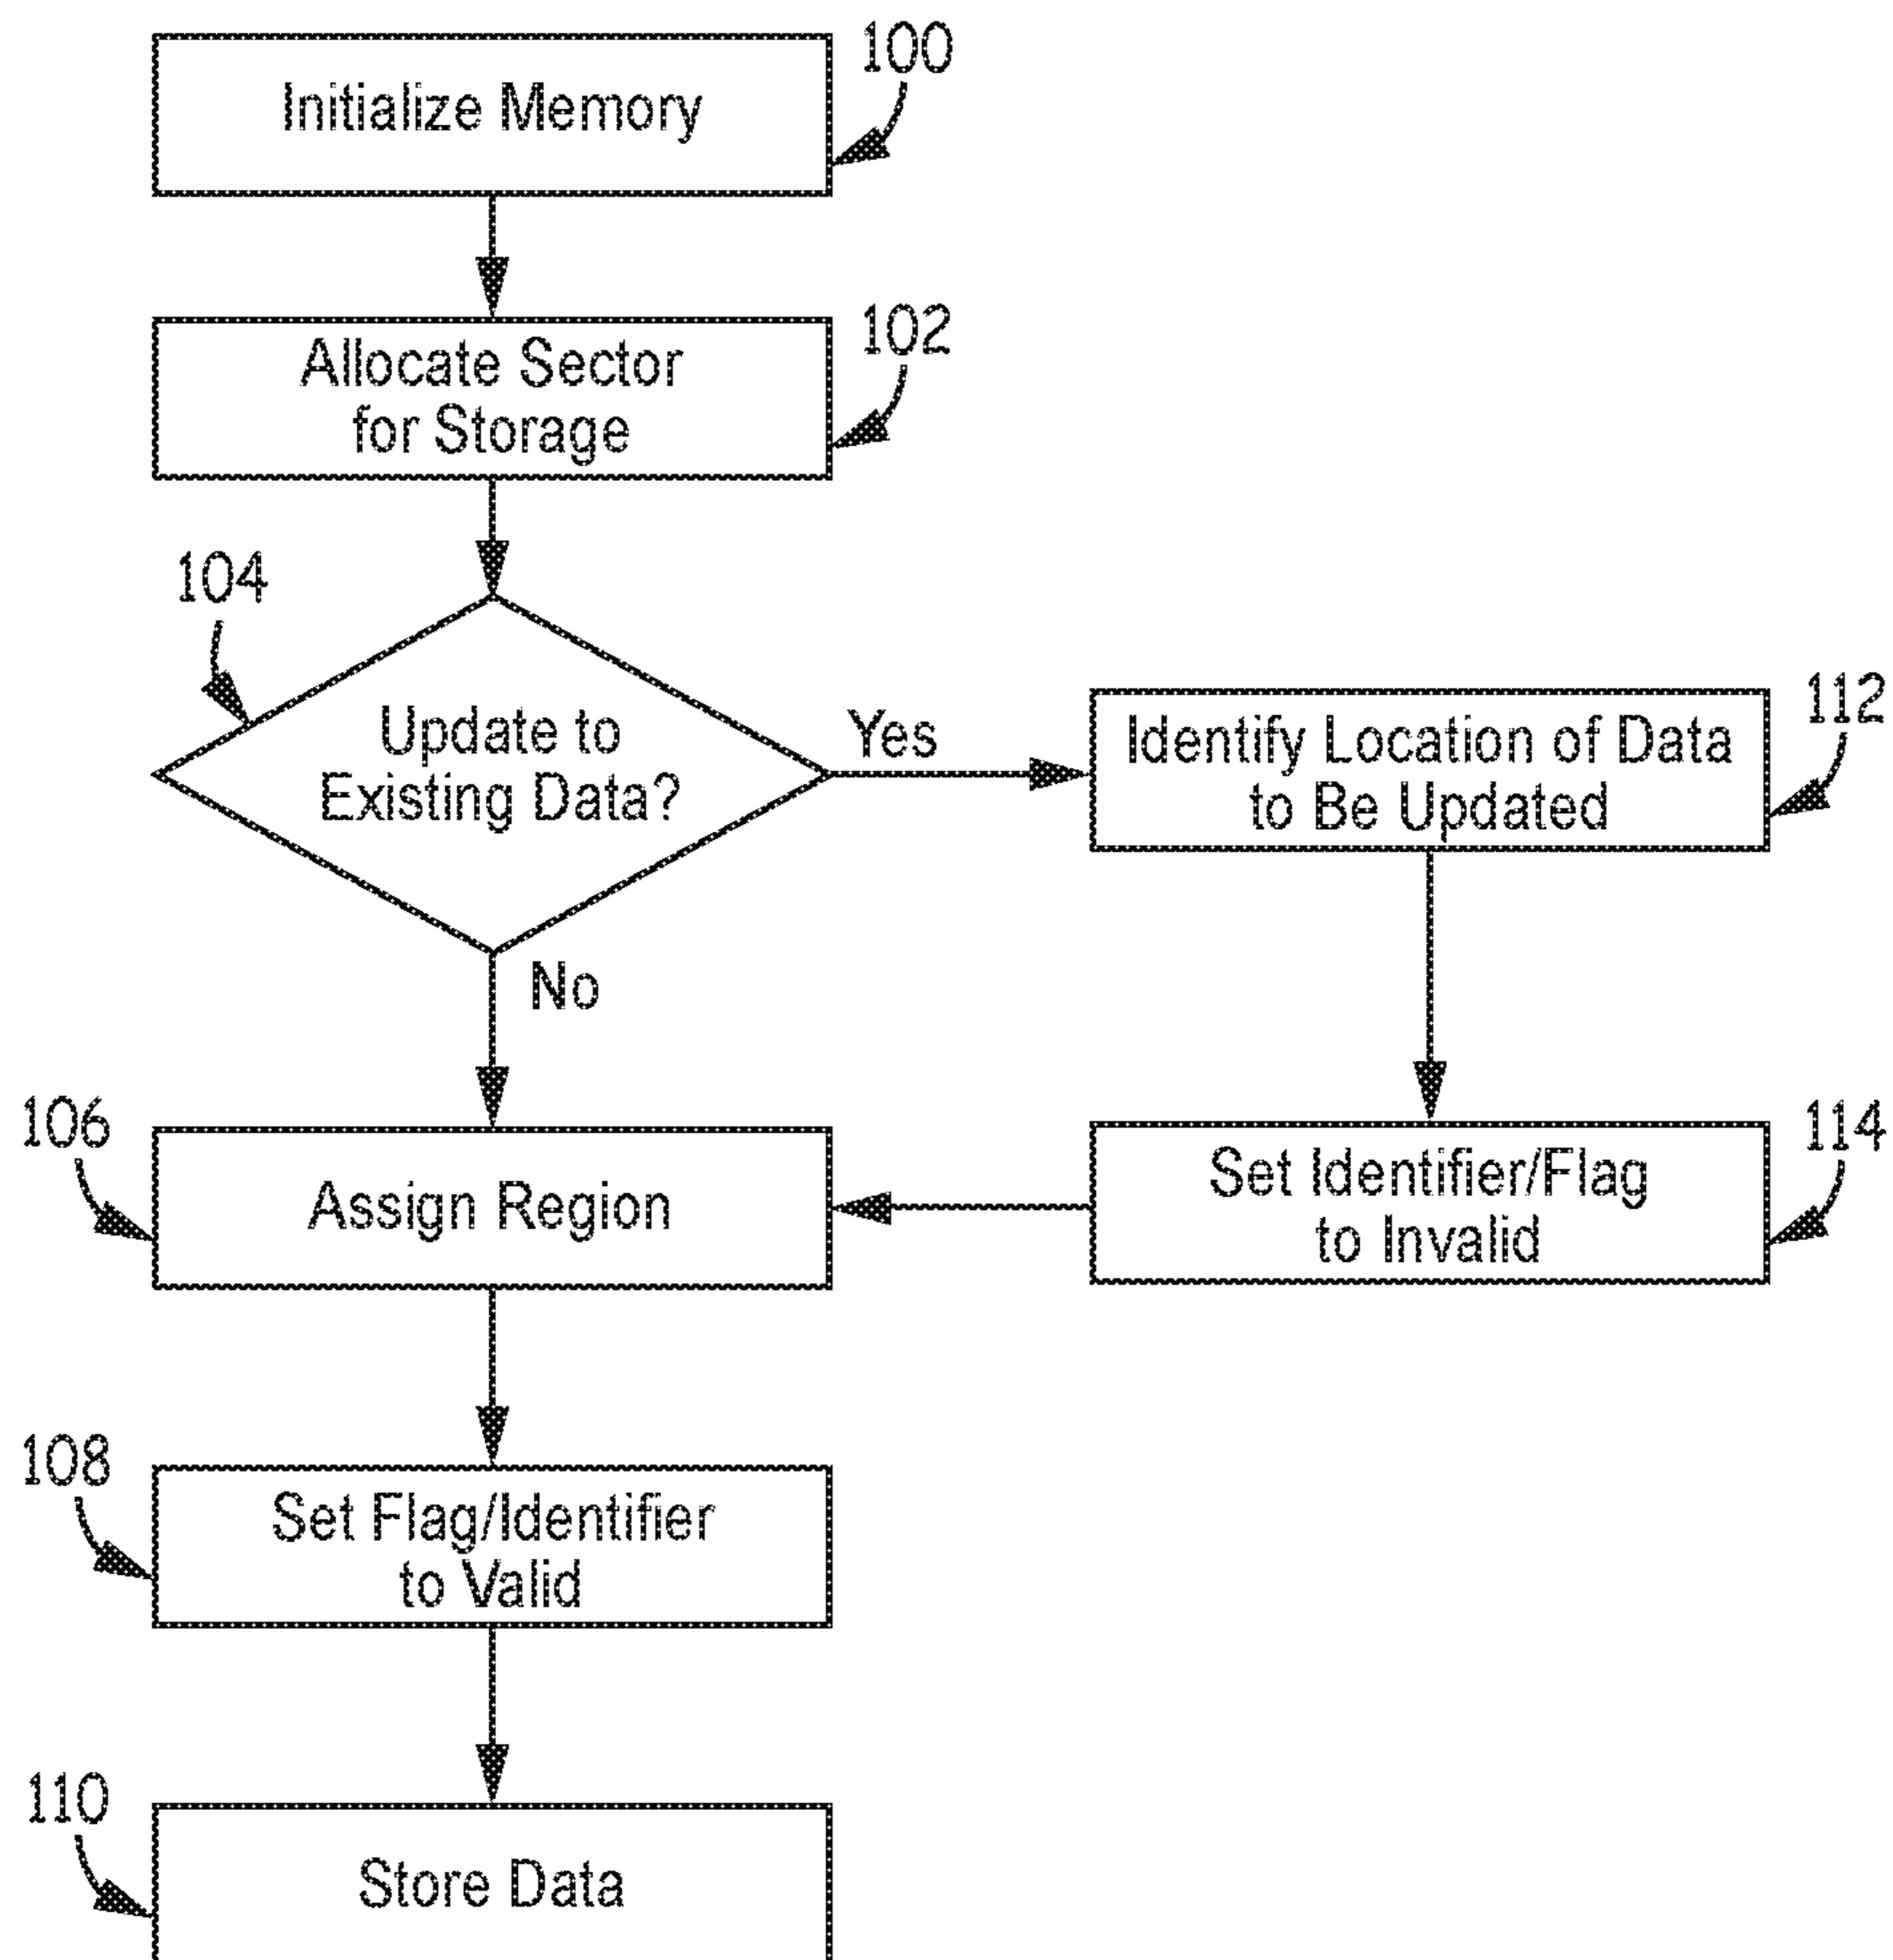 100
Initialize Memory
102
Allocate Sector
for Storage
104
Update to
Existing Data?
Yes
112
Identify Location of Data
to Be Updated
No
106
Assign Region
114
Set Identifier/Flag
to Invalid
108
Set Flag/Identifier
to Valid
110
Store Data